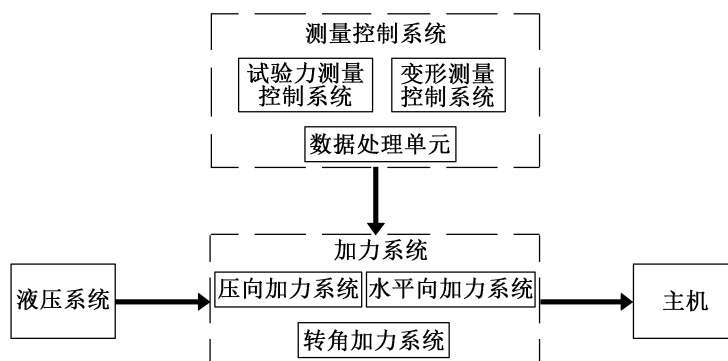 测量控制系统
试验力测量
控制系统
变形测量
控制系统
数据处理单元
加力系统
液压系统
压向加力系统
水平向加力系统
主机
转角加力系统